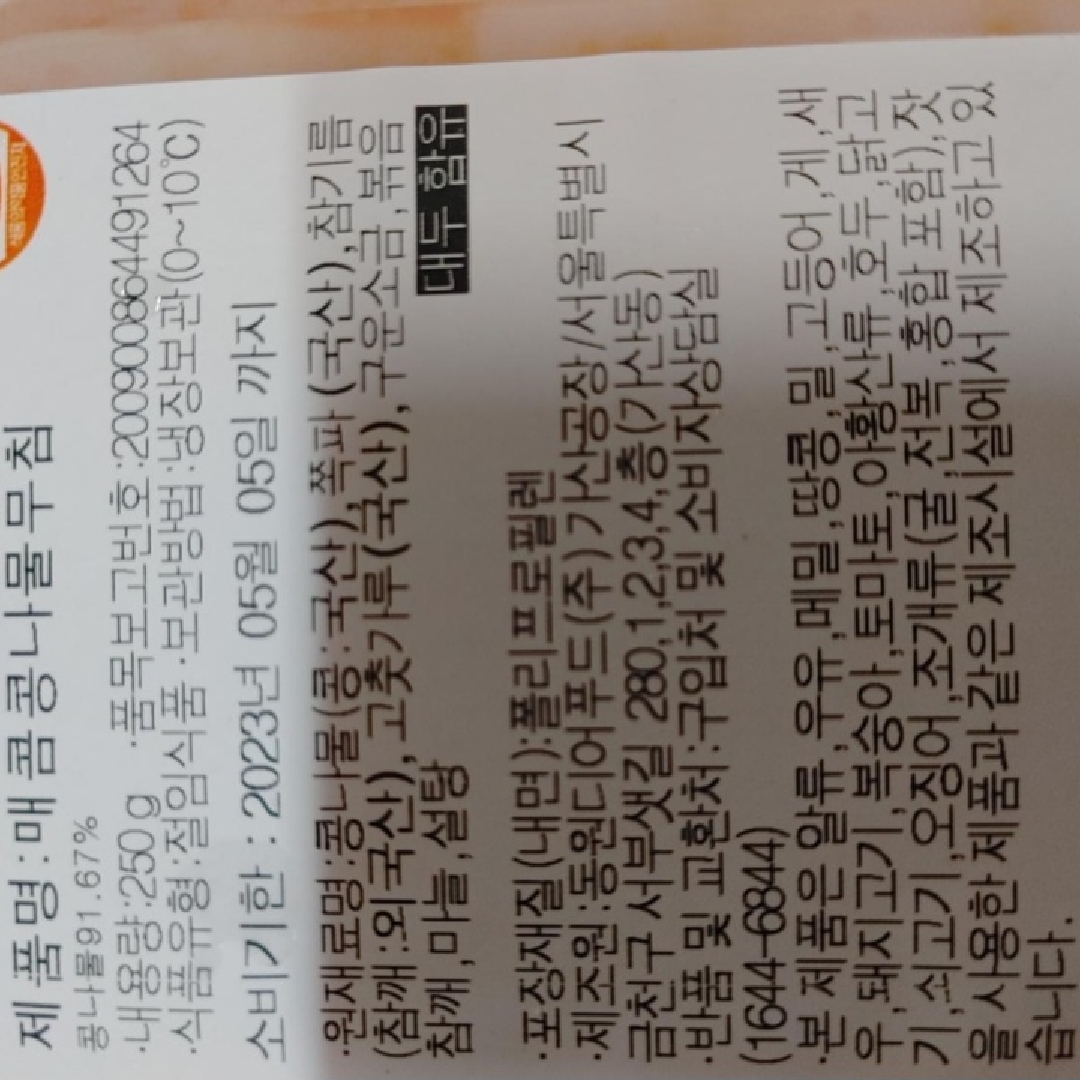 제품명:매콤콩나물무침
콩나물91.67%
·내용량:250g ·품목보고번호:200900864491264
·식품유형:절임식품 ·보관방법:냉장보관(0~10℃)
소비기한 : 2023년 05월 05일 까지
·원재료명:콩나물(콩:국산),쪽파(국산),참기름
(참깨:외국산),고춧가루(국산),구운소금,볶음
참깨,마늘,설탕 대두 함유
·포장재질(내면):폴리프로필렌
·제조원:동원디어푸드(주)가산공장/서울특별시
금천구 서부샛길 280,1,2,3,4,층(가산동)
·반품 및 교환처:구입처 및 소비자상담실
(1644-6844)
·본 제품은 알류,우유,메밀,땅콩,밀,고등어,게,새
우,돼지고기,복숭아,토마토,아황산류,호두,닭고
기,쇠고기,오징어,조개류(굴,전복,홍합 포함),잣
을 사용한 제품과 같은 제조시설에서 제조하고 있
습니다.